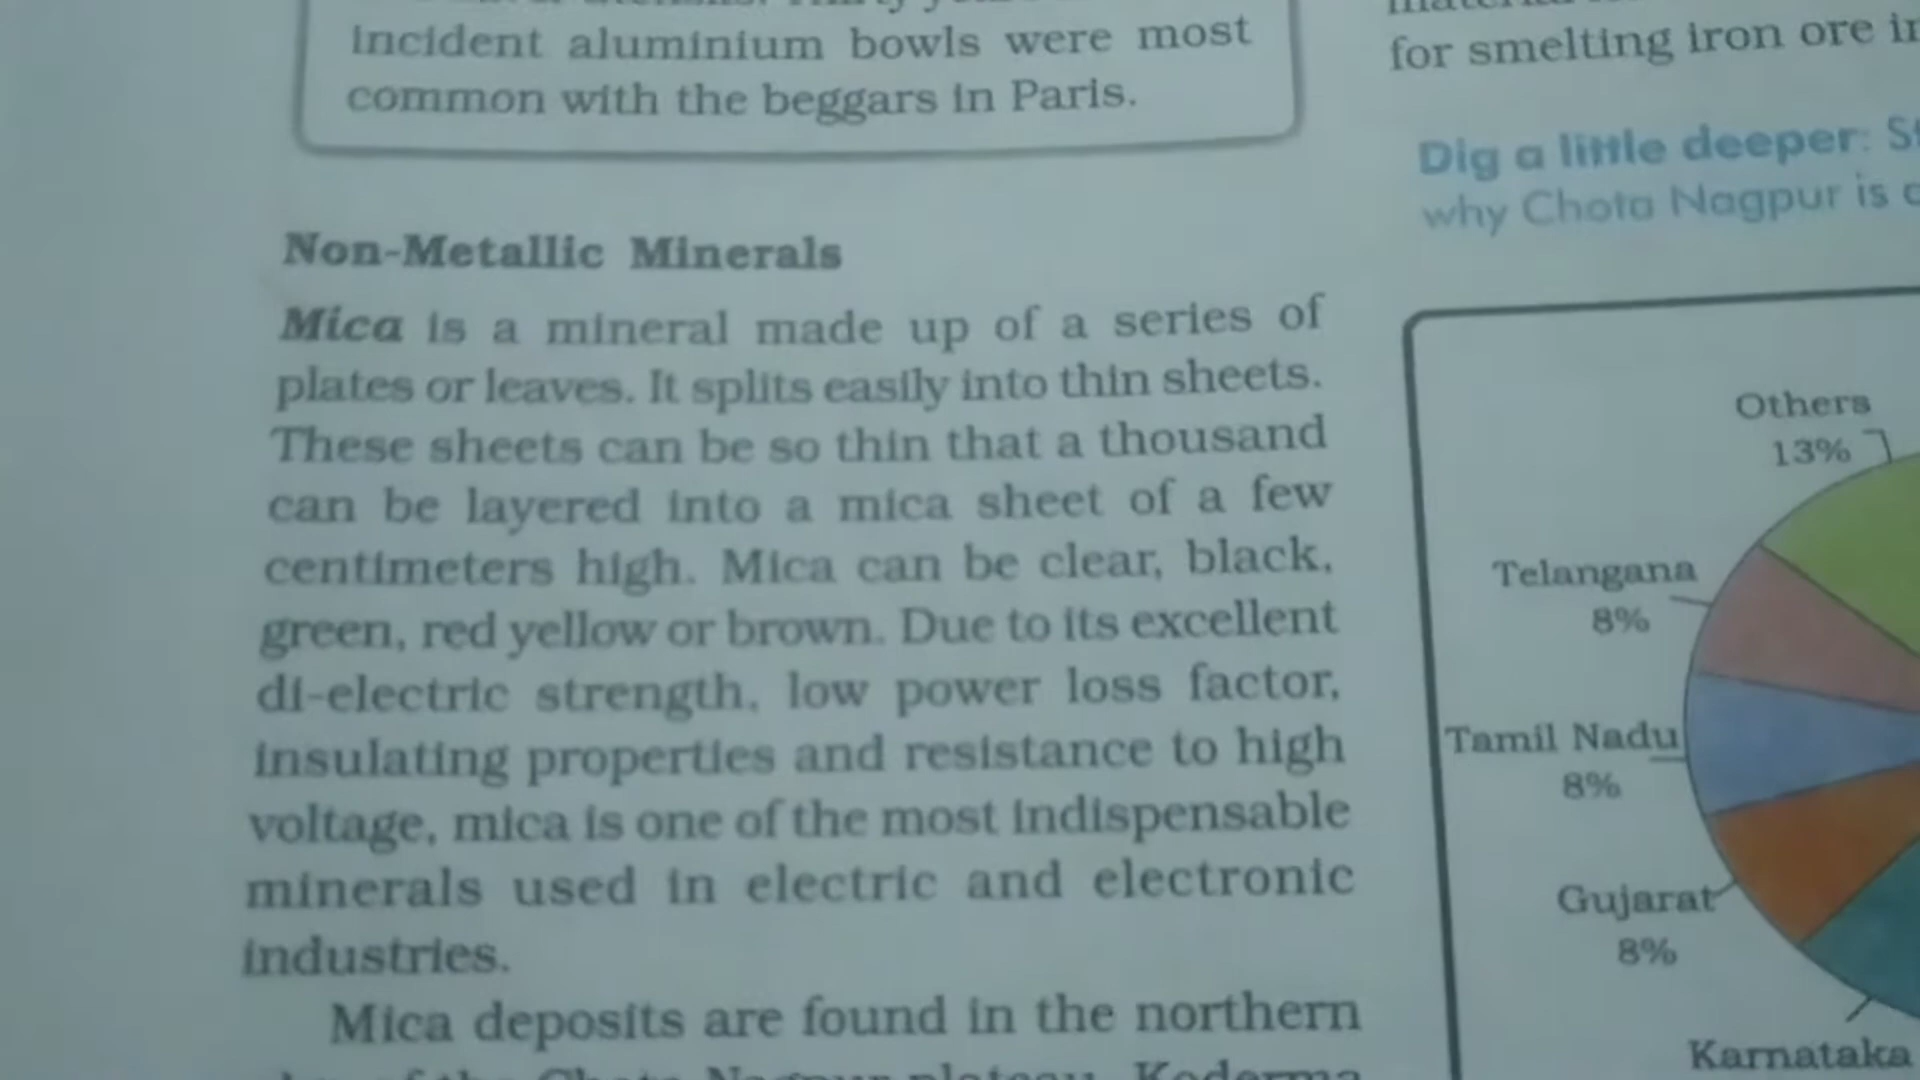 incident aluminium bowls were most
common with the beggars in Paris.
Non-Metallic Minerals
Mica is a mineral made up of a series of
plates or leaves. It splits easily into thin sheets.
These sheets can be so thin that a thousand
can be layered into a mica sheet of a few
centimeters high. Mica can be clear, black,
green, red yellow or brown. Due to its excellent
di-electric strength, low power loss factor,
insulating properties and resistance to high
voltage, mica is one of the most indispensable
minerals used in electric and electronic
industries.
Mica deposits are found in the northern
of the Chota Nagpur plateau. Koderma
for smelting iron ore
Dig a little deeper:
why Chota Nagpur is
Others
13%
Telangana
8%
Tamil Nadu
8%
Gujarat
8%
Karnataka